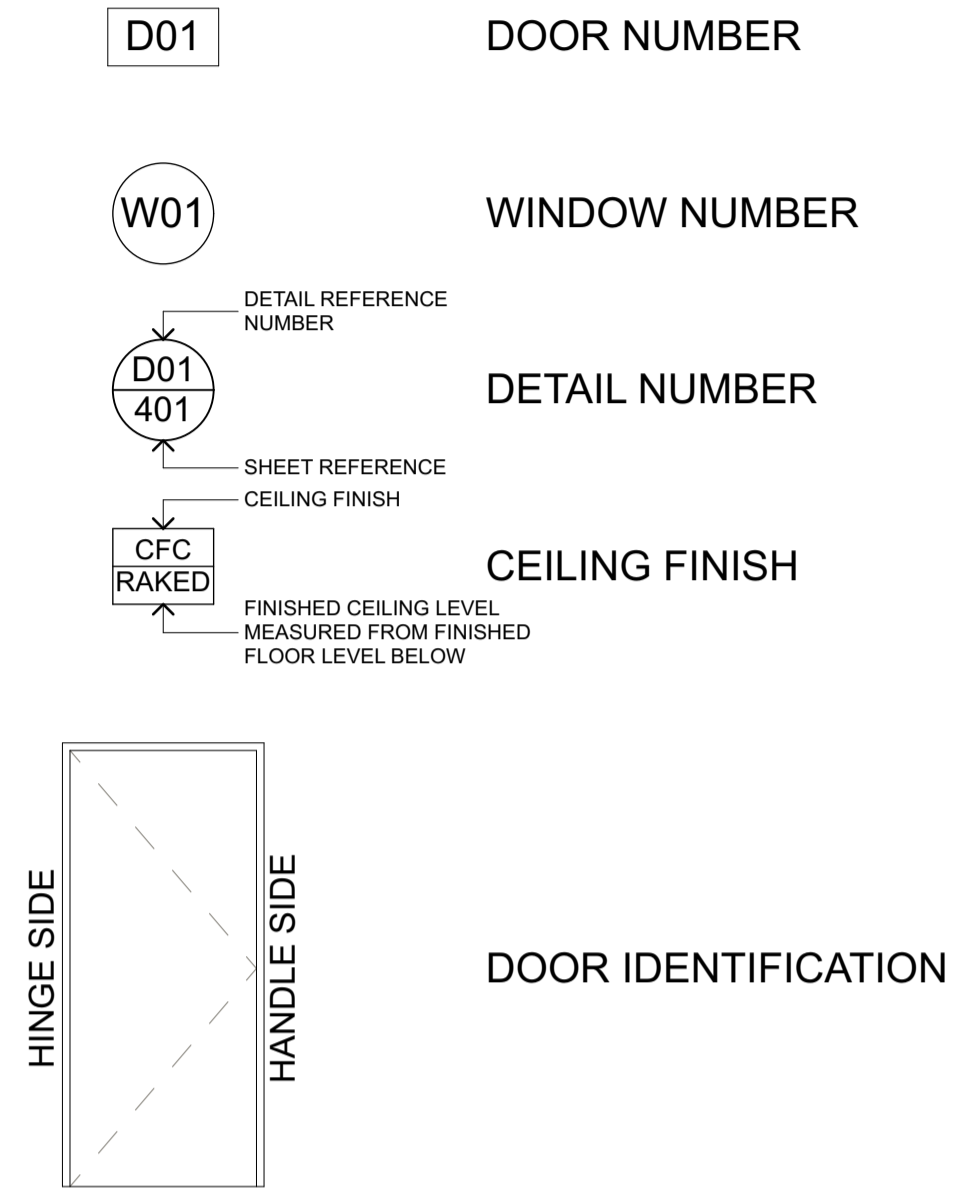 D01
DOOR NUMBER
W01
WINDOW NUMBER
DETAIL REFERENCE
NUMBER
D01
401
DETAIL NUMBER
SHEET REFERENCE
CEILING FINISH
CFC
RAKED
CEILING FINISH
FINISHED CEILING LEVEL
MEASURED FROM FINISHED
FLOOR LEVEL BELOW
HINGE SIDE
HANDLE SIDE
DOOR IDENTIFICATION